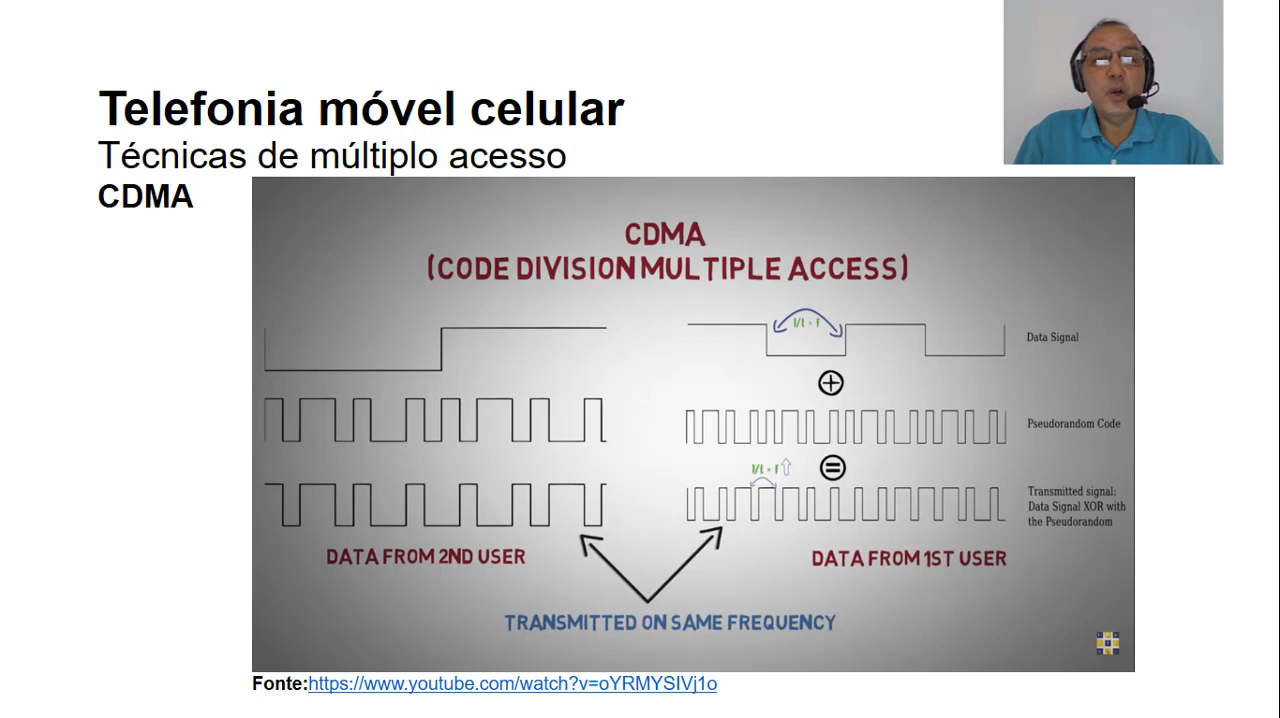 Telefonia móvel celular
Técnicas de múltiplo acesso
CDMA
CDMA
(CODE DIVISION MULTIPLE ACCESS)
1/t = f
Data Signal
Pseudorandom Code
1/t = f
Transmitted signal:
Data Signal XOR with
the Pseudorandom
DATA FROM 2ND USER
DATA FROM 1ST USER
TRANSMITTED ON SAME FREQUENCY
Fonte:https://www.youtube.com/watch?v=oYRMYSIVj1o